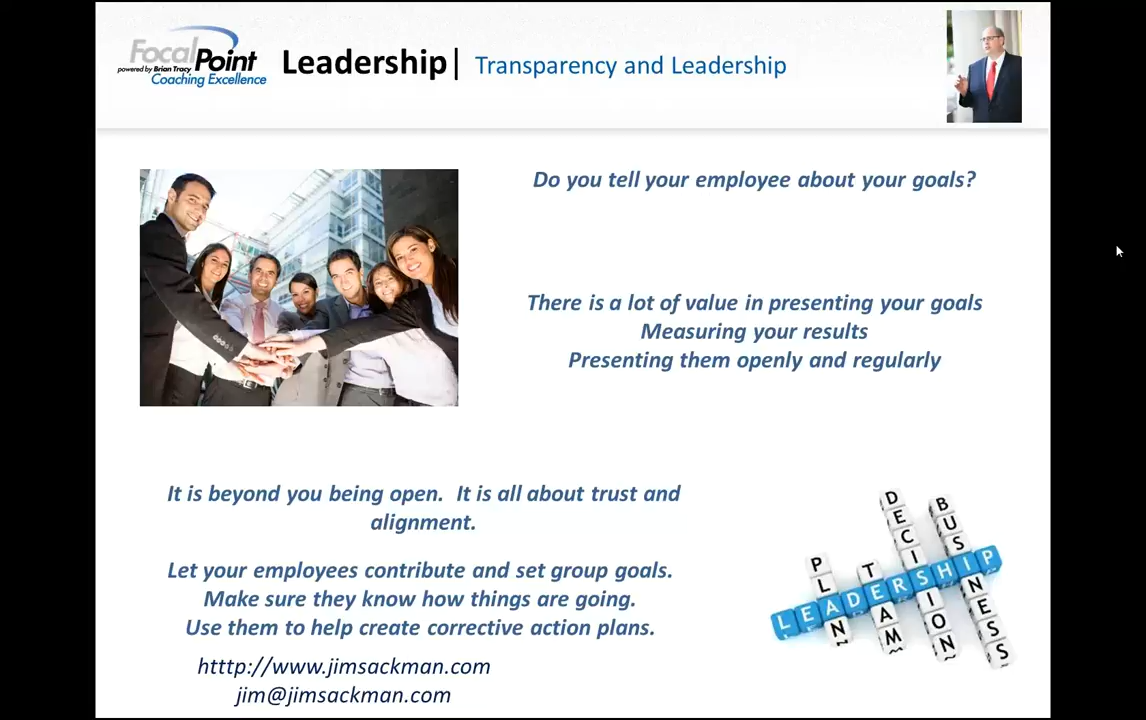 FocalPoint
powered by Brian Tracy
Coaching Excellence
Leadership| Transparency and Leadership
Do you tell your employee about your goals?
There is a lot of value in presenting your goals
Measuring your results
Presenting them openly and regularly
It is beyond you being open. It is all about trust and
alignment.
Let your employees contribute and set group goals.
Make sure they know how things are going.
Use them to help create corrective action plans.
htttp://www.jimsackman.com
jim@jimsackman.com
PLAN
TEAM
DECISION
BUSINESS
LEADERSHIP